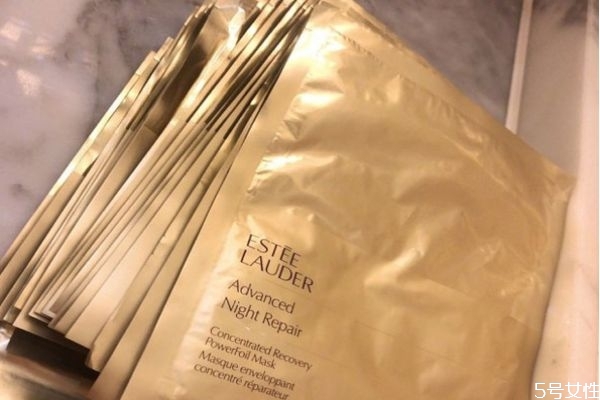 ESTĒE
LAUDER
Advanced
Night Repair
Concentrated Recovery
PowerFoil Mask
Masque enveloppant
concentré réparateur
5号女性